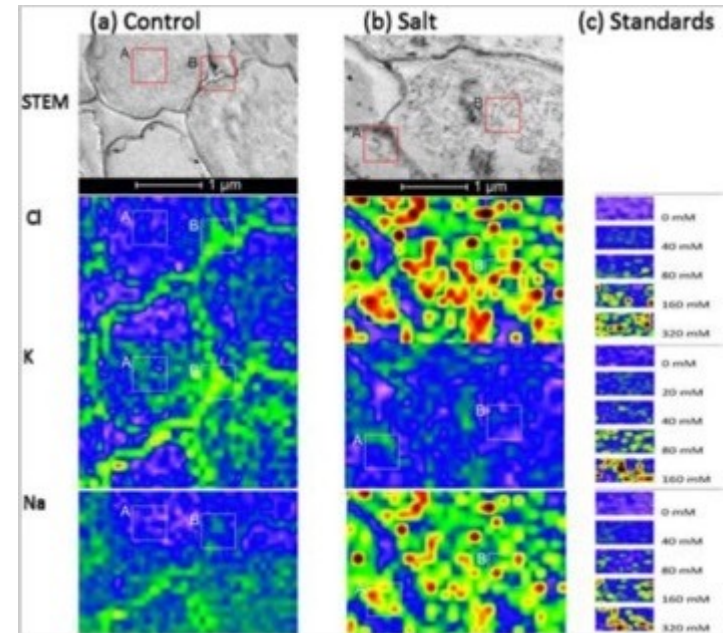 (a) Control (b) Salt (c) Standards
STEM
A B
A B
1 μm 1 μm
Cl
A B
B
0 mM
40 mM
80 mM
160 mM
320 mM
K
A B
A B
0 mM
20 mM
40 mM
80 mM
160 mM
Na
A B
B
0 mM
40 mM
80 mM
160 mM
320 mM